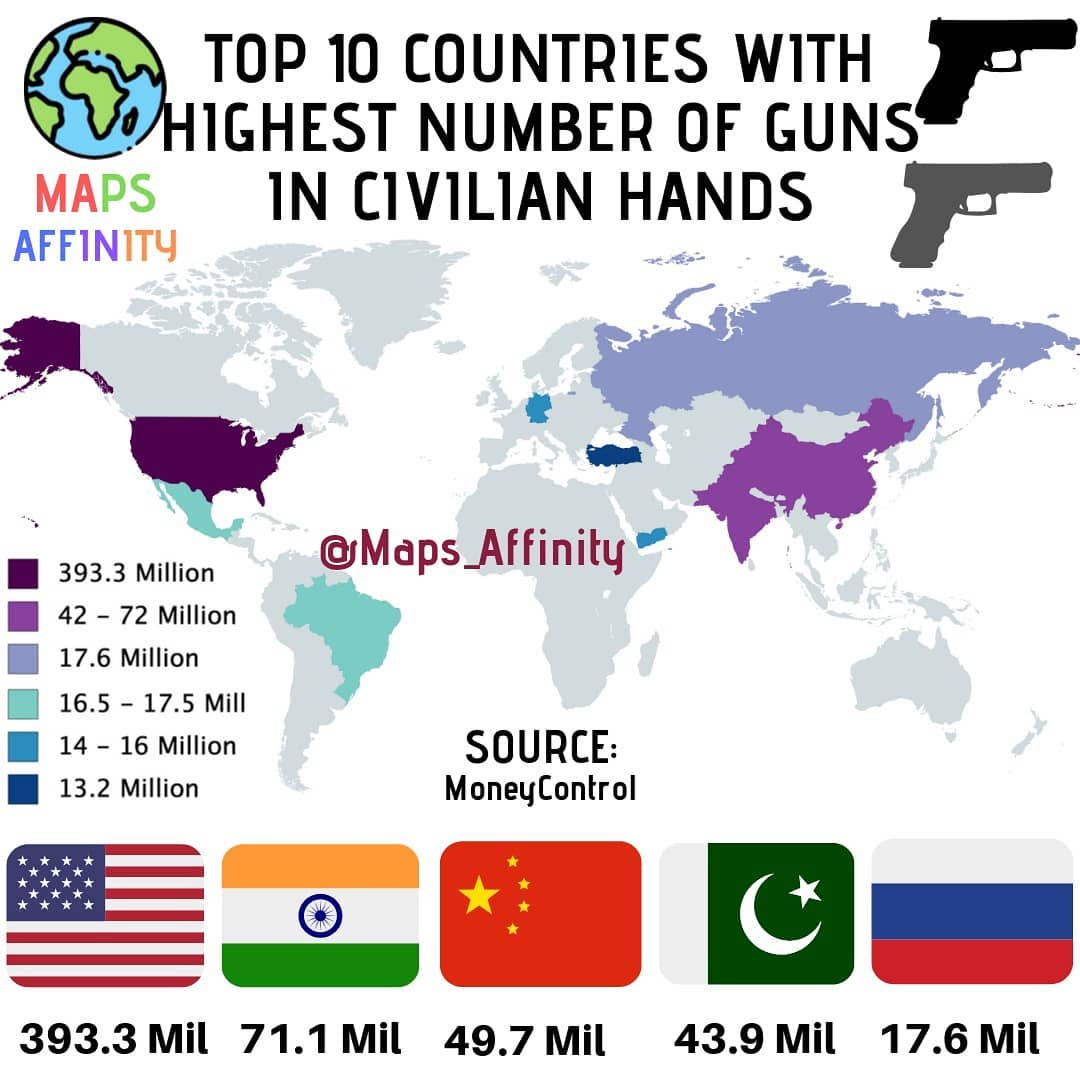 TOP 10 COUNTRIES WITH
HIGHEST NUMBER OF GUNS
IN CIVILIAN HANDS
MAPS
AFFINITY
@Maps_Affinity
393.3 Million
42 – 72 Million
17.6 Million
16.5 – 17.5 Mill
14 – 16 Million
13.2 Million
SOURCE:
MoneyControl
393.3 Mil 71.1 Mil 49.7 Mil 43.9 Mil 17.6 Mil